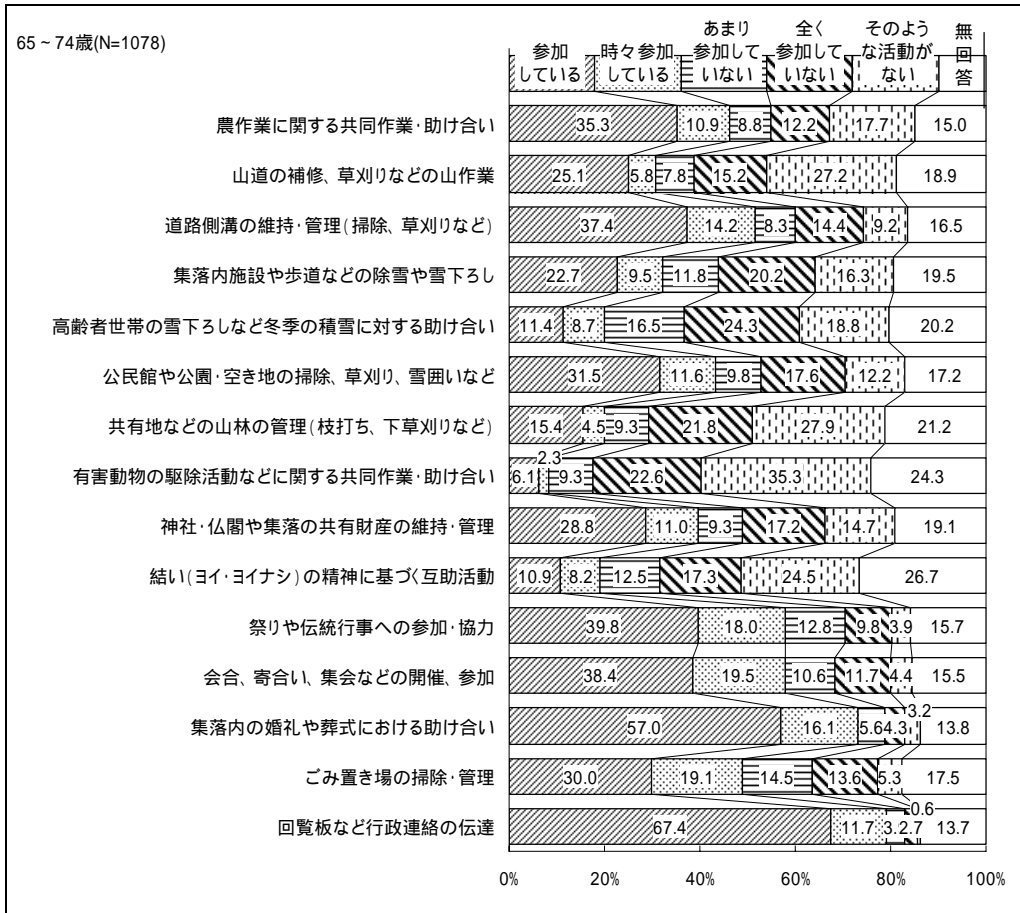 65～74歳(N=1078)
参加
している
時々参加
している
あまり
参加して
いない
全く
参加して
いない
そのよう
な活動が
ない
無
回
答
農作業に関する共同作業・助け合い 35.3 10.9 8.8 12.2 17.7 15.0
山道の補修、草刈りなどの山作業 25.1 5.8 7.8 15.2 27.2 18.9
道路側溝の維持・管理(掃除、草刈りなど) 37.4 14.2 8.3 14.4 9.2 16.5
集落内施設や歩道などの除雪や雪下ろし 22.7 9.5 11.8 20.2 16.3 19.5
高齢者世帯の雪下ろしなど冬季の積雪に対する助け合い 11.4 8.7 16.5 24.3 18.8 20.2
公民館や公園・空き地の掃除、草刈り、雪囲いなど 31.5 11.6 9.8 17.6 12.2 17.2
共有地などの山林の管理(枝打ち、下草刈りなど) 15.4 4.5 9.3 21.8 27.9 21.2
有害動物の駆除活動などに関する共同作業・助け合い 6.1 2.3 9.3 22.6 35.3 24.3
神社・仏閣や集落の共有財産の維持・管理 28.8 11.0 9.3 17.2 14.7 19.1
結い(ヨイ・ヨイナシ)の精神に基づく互助活動 10.9 8.2 12.5 17.3 24.5 26.7
祭りや伝統行事への参加・協力 39.8 18.0 12.8 9.8 3.9 15.7
会合、寄合い、集会などの開催、参加 38.4 19.5 10.6 11.7 4.4 15.5
集落内の婚礼や葬式における助け合い 57.0 16.1 5.6 4.3 3.2 13.8
ごみ置き場の掃除・管理 30.0 19.1 14.5 13.6 5.3 17.5
回覧板など行政連絡の伝達 67.4 11.7 2.7 0.6 13.7
0% 20% 40% 60% 80% 100%